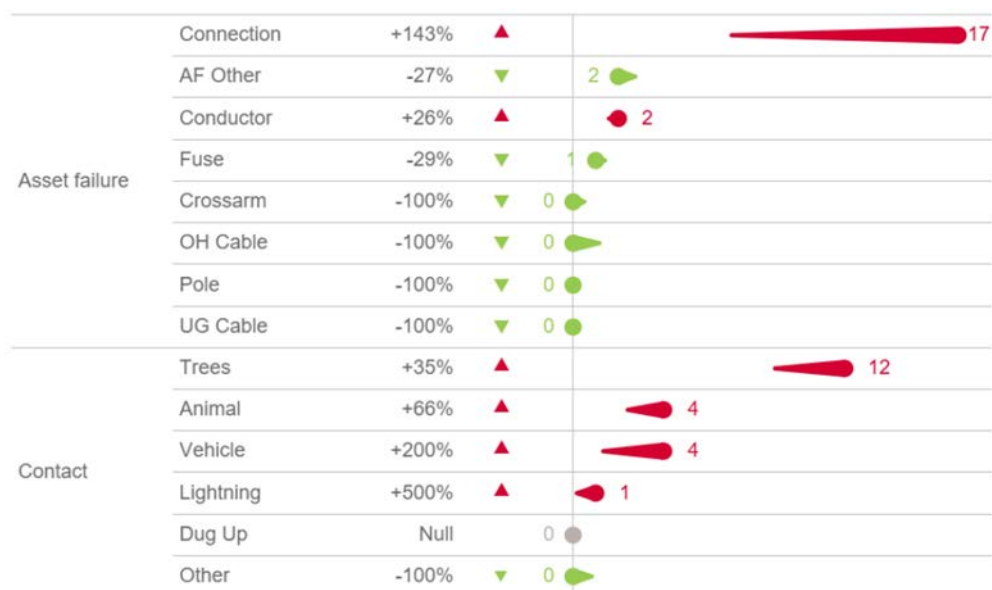 Connection +143% ▲ 17
AF Other -27% ▼ 2
Conductor +26% ▲ 2
Fuse -29% ▼ 1
Asset failure
Crossarm -100% ▼ 0
OH Cable -100% ▼ 0
Pole -100% ▼ 0
UG Cable -100% ▼ 0
Trees +35% ▲ 12
Animal +66% ▲ 4
Vehicle +200% ▲ 4
Contact
Lightning +500% ▲ 1
Dug Up Null 0
Other -100% ▼ 0